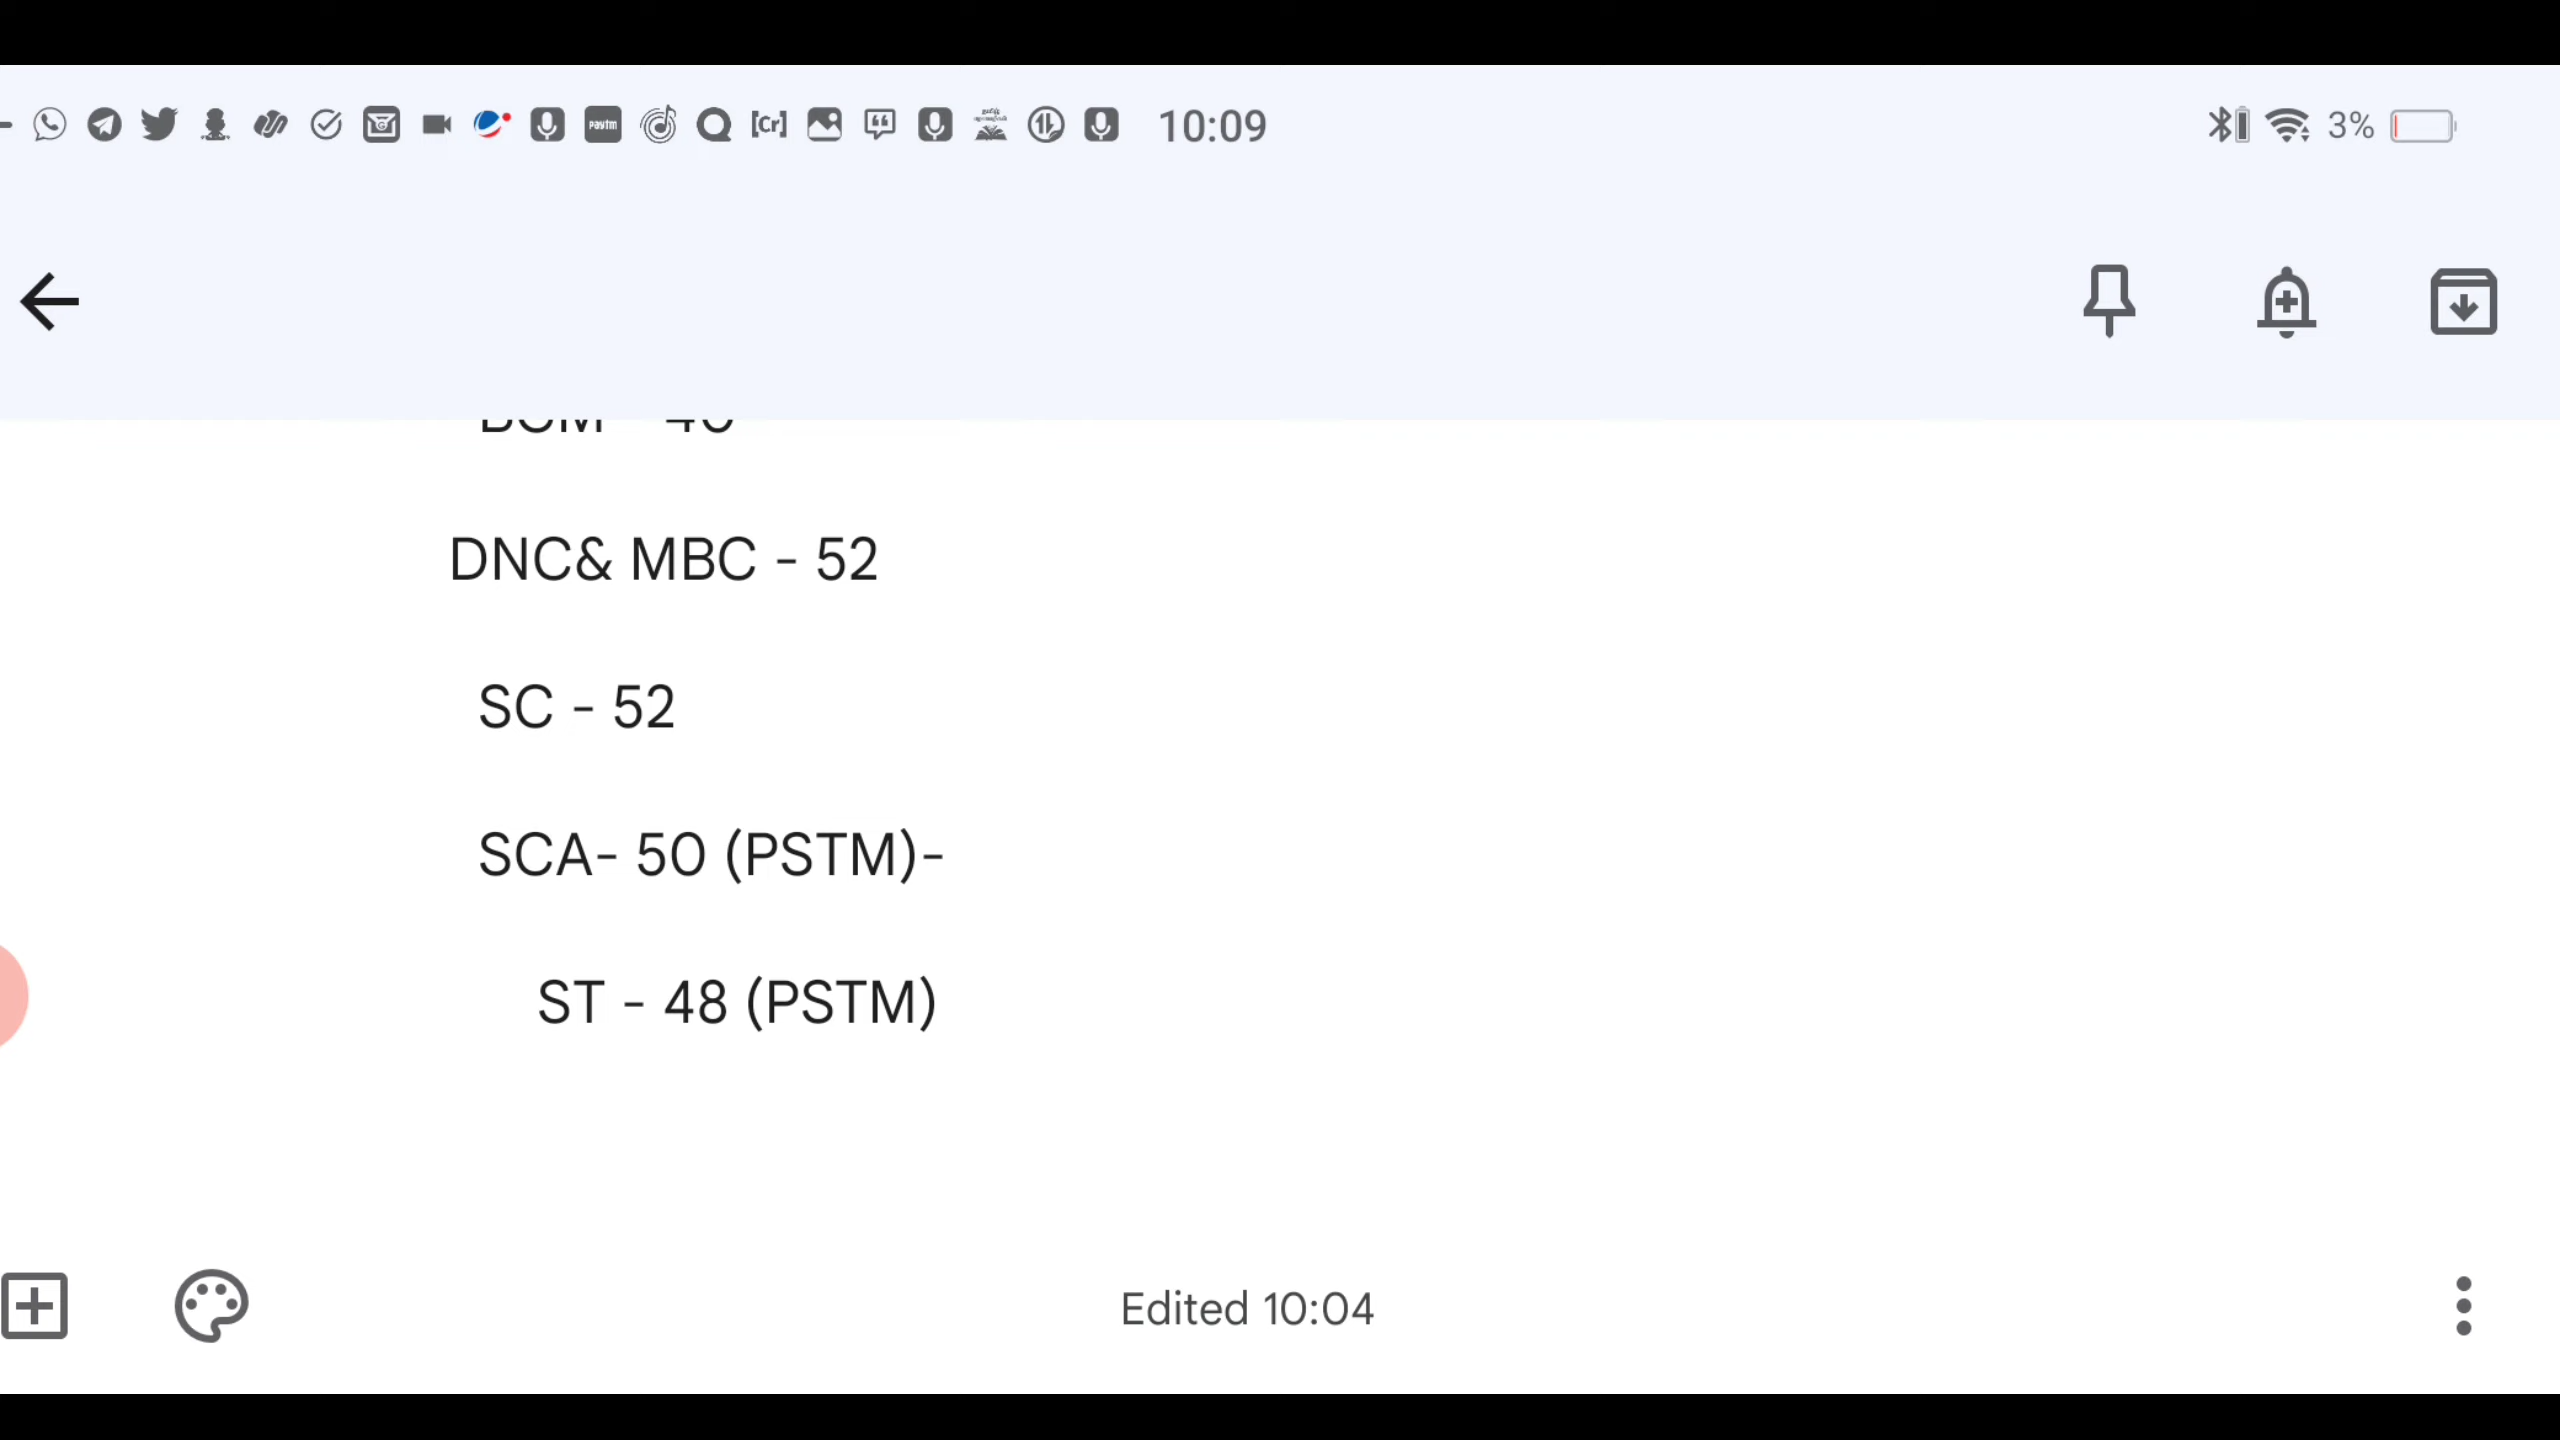 10:09
3%
DNC& MBC - 52
SC - 52
SCA- 50 (PSTM)-
ST - 48 (PSTM)
Edited 10:04